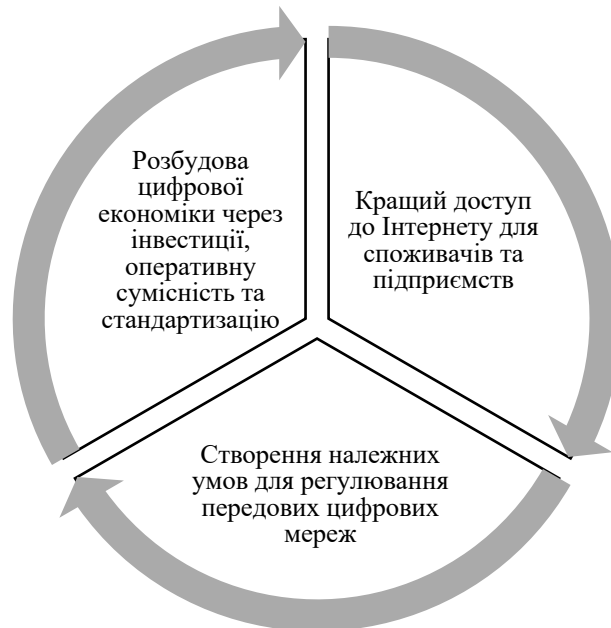 Розбудова
цифрової
економіки через
інвестиції,
оперативну
сумісність та
стандартизацію
Кращий доступ
до Інтернету для
споживачів та
підприємств
Створення належних
умов для регулювання
передових цифрових
мереж